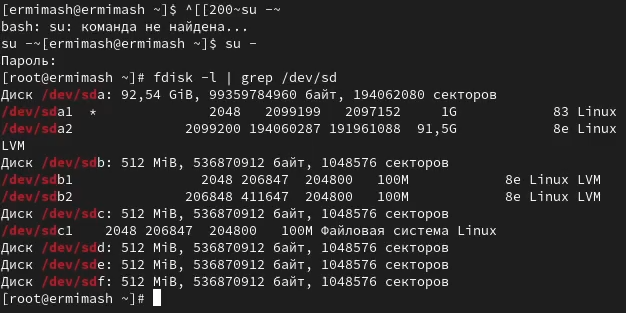 [ermimash@ermimash ~]$ ^[[200~su -~
bash: su: команда не найдена...
su -~[ermimash@ermimash ~]$ su -
Пароль:
[root@ermimash ~]# fdisk -l | grep /dev/sd
Диск /dev/sda: 92,54 GiB, 99359784960 байт, 194062080 секторов
/dev/sda1 * 2048 2099199 2097152 1G 83 Linux
/dev/sda2 2099200 194060287 191961088 91,5G 8e Linux
LVM
Диск /dev/sdb: 512 MiB, 536870912 байт, 1048576 секторов
/dev/sdb1 2048 206847 204800 100M 8e Linux LVM
/dev/sdb2 206848 411647 204800 100M 8e Linux LVM
Диск /dev/sdc: 512 MiB, 536870912 байт, 1048576 секторов
/dev/sdc1 2048 206847 204800 100M Файловая система Linux
Диск /dev/sdd: 512 MiB, 536870912 байт, 1048576 секторов
Диск /dev/sde: 512 MiB, 536870912 байт, 1048576 секторов
Диск /dev/sdf: 512 MiB, 536870912 байт, 1048576 секторов
[root@ermimash ~]#